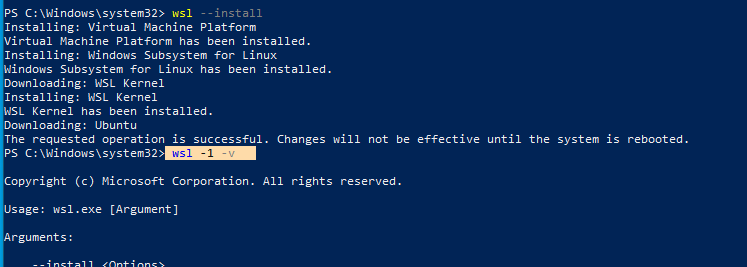 PS C:\Windows\system32> wsl --install
Installing: Virtual Machine Platform
Virtual Machine Platform has been installed.
Installing: Windows Subsystem for Linux
Windows Subsystem for Linux has been installed.
Downloading: WSL Kernel
Installing: WSL Kernel
WSL Kernel has been installed.
Downloading: Ubuntu
The requested operation is successful. Changes will not be effective until the system is rebooted.
PS C:\Windows\system32> wsl -1 -v
Copyright (c) Microsoft Corporation. All rights reserved.
Usage: wsl.exe [Argument]
Arguments:
--install <Options>